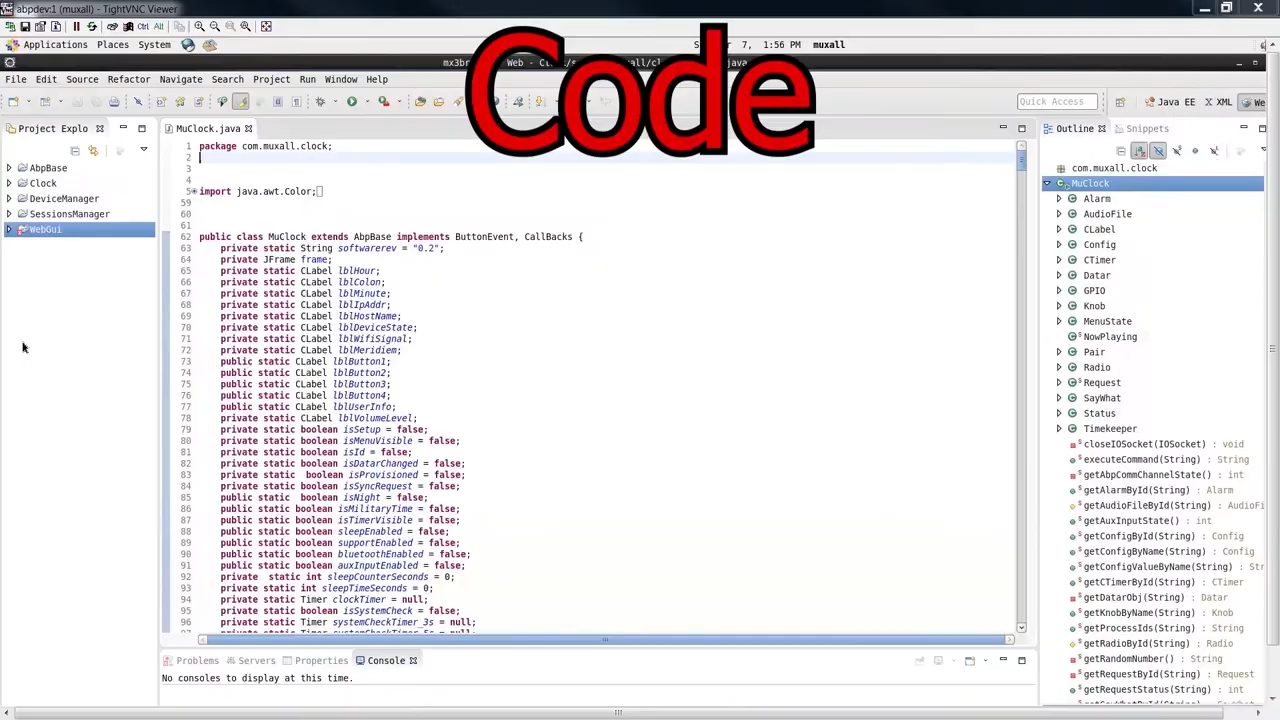 abpdev:1 (muxall) - TightVNC Viewer
Ctrl Alt
Applications Places System
7, 1:56 PM muxall
Code
File Edit Source Refactor Navigate Search Project Run Window Help
Quick Access
Java EE
XML
We
Project Explo
MuClock.java
Outline
Snippets
AbpBase
Clock
DeviceManager
SessionsManager
WebGui
1 package com.muxall.clock;
2
3
4
5 import java.awt.Color;
59
60
61
62 public class MuClock extends AbpBase implements ButtonEvent, CallBacks {
63 private static String softwarerev = "0.2";
64 private JFrame frame;
65 private static CLabel lblHour;
66 private static CLabel lblColon;
67 private static CLabel lblMinute;
68 private static CLabel lblIpAddr;
69 private static CLabel lblHostName;
70 private static CLabel lblDeviceState;
71 private static CLabel lblWifiSignal;
72 private static CLabel lblMeridiem;
73 public static CLabel lblButton1;
74 public static CLabel lblButton2;
75 public static CLabel lblButton3;
76 public static CLabel lblButton4;
77 public static CLabel lblUserInfo;
78 private static CLabel lblVolumeLevel;
79 private static boolean isSetup = false;
80 private static boolean isMenuVisible = false;
81 private static boolean isId = false;
82 private static boolean isDatarChanged = false;
83 private static boolean isProvisioned = false;
84 private static boolean isSyncRequest = false;
85 public static boolean isNight = false;
86 public static boolean isMilitaryTime = false;
87 public static boolean isTimerVisible = false;
88 public static boolean sleepEnabled = false;
89 public static boolean supportEnabled = false;
90 public static boolean bluetoothEnabled = false;
91 public static boolean auxInputEnabled = false;
92 private static int sleepCounterSeconds = 0;
93 private static int sleepTimeSeconds = 0;
94 private static Timer clockTimer = null;
95 private static boolean isSystemCheck = false;
96 private static Timer systemCheckTimer_3s = null;
com.muxall.clock
MuClock
Alarm
AudioFile
CLabel
Config
CTimer
Datar
GPIO
Knob
MenuState
NowPlaying
Pair
Radio
Request
SayWhat
Status
Timekeeper
closeIOSocket(IOSocket) : void
executeCommand(String) : String
getAbpCommChannelState() : int
getAlarmById(String) : Alarm
getAudioFileById(String) : AudioFi
getAuxInputState() : int
getConfigById(String) : Config
getConfigByName(String) : Config
getConfigValueByName(String) : Str
getCTimerById(String) : CTimer
getDatarObj(String) : Datar
getKnobByName(String) : Knob
getProcessIds(String) : String
getRadioById(String) : Radio
getRandomNumber() : String
getRequestById(String) : Request
getRequestStatus(String) : int
Problems
Servers
Properties
Console
No consoles to display at this time.